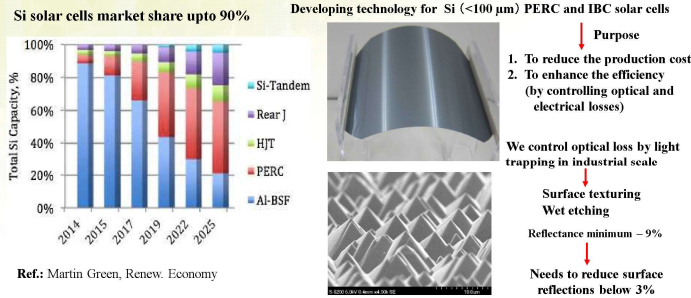 Si solar cells market share upto 90%
Total Si Capacity, %
100%
80%
60%
40%
20%
0%
2014
2015
2017
2019
2022
2025
Si-Tandem
Rear J
HJT
PERC
Al-BSF
Ref.: Martin Green, Renew. Economy
Developing technology for Si (<100 µm) PERC and IBC solar cells
Purpose
1. To reduce the production cost
2. To enhance the efficiency
(by controlling optical and
electrical losses)
We control optical loss by light
trapping in industrial scale
Surface texturing
Wet etching
Reflectance minimum – 9%
Needs to reduce surface
reflections below 3%